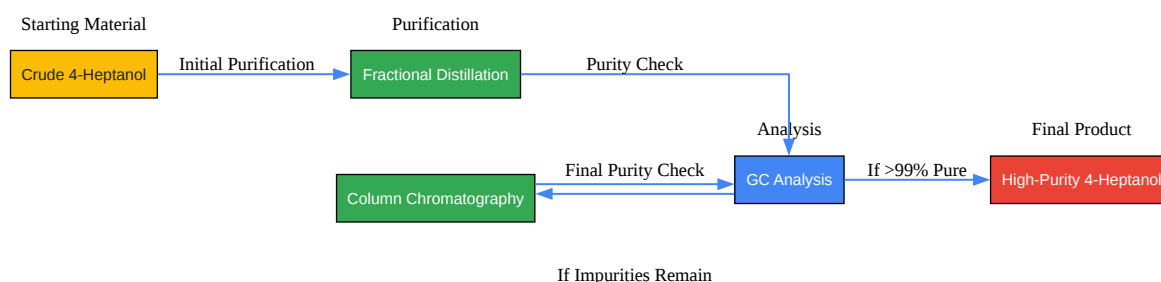 Starting Material
Purification
Crude 4-Heptanol
Initial Purification
Fractional Distillation
Purity Check
Analysis
Final Product
Column Chromatography
Final Purity Check
GC Analysis
If >99% Pure
High-Purity 4-Heptanol
If Impurities Remain